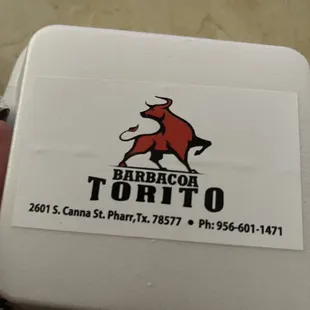 BARBACOA
TORITO
2601 S. Canna St. Pharr,Tx. 78577 • Ph: 956-601-1471